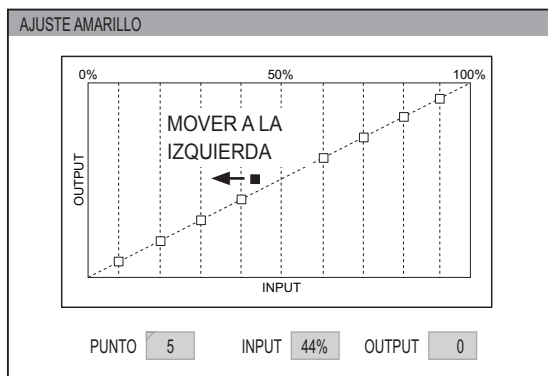 AJUSTE AMARILLO
0% 50% 100%
MOVER A LA
IZQUIERDA
OUTPUT
INPUT
PUNTO 5 INPUT 44% OUTPUT 0